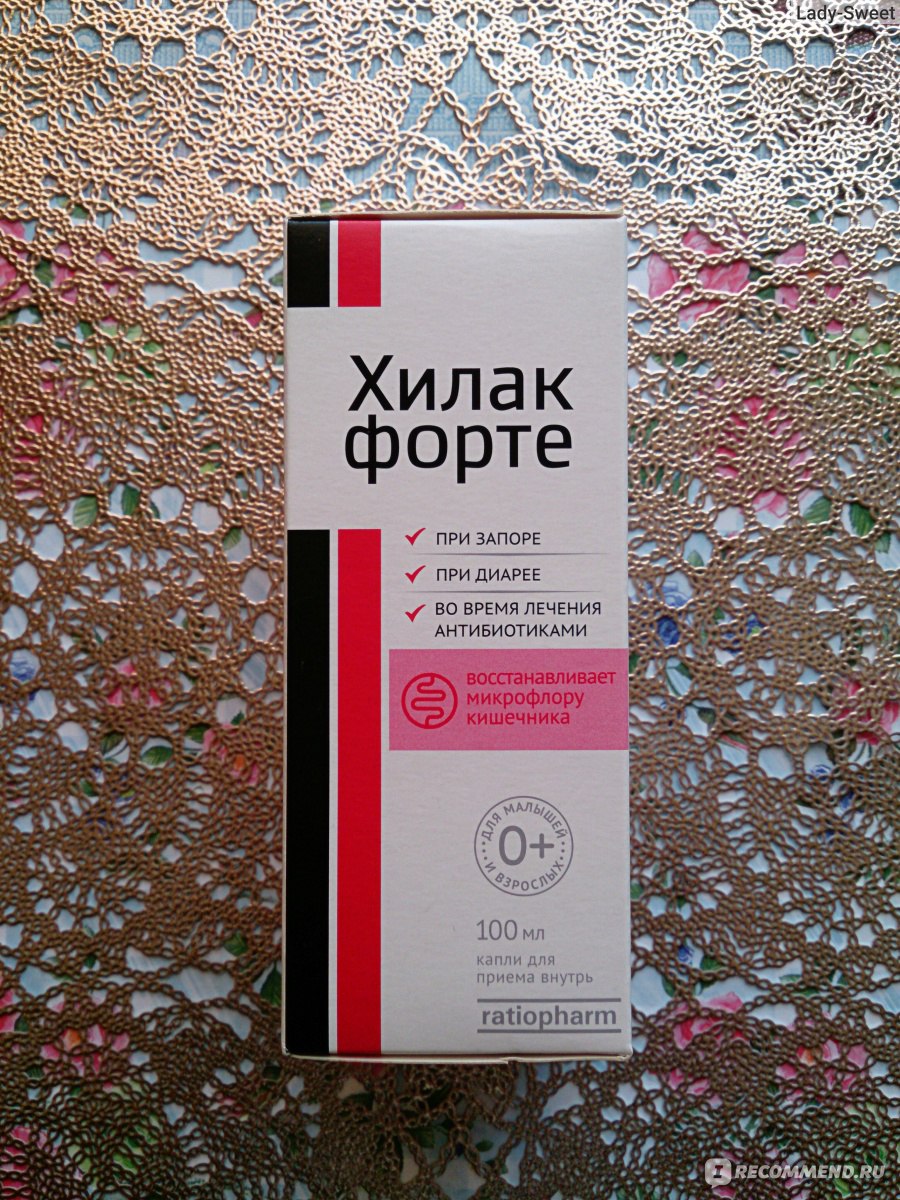 Lady-Sweet
Хилак
форте
ПРИ ЗАПОРЕ
ПРИ ДИАРЕЕ
ВО ВРЕМЯ ЛЕЧЕНИЯ
АНТИБИОТИКАМИ
восстанавливает
микрофлору
кишечника
ДЛЯ МАЛЫШЕЙ
0+
И ВЗРОСЛЫХ
100 мл
капли для
приема внутрь
ratiopharm
IRECOMMEND.RU